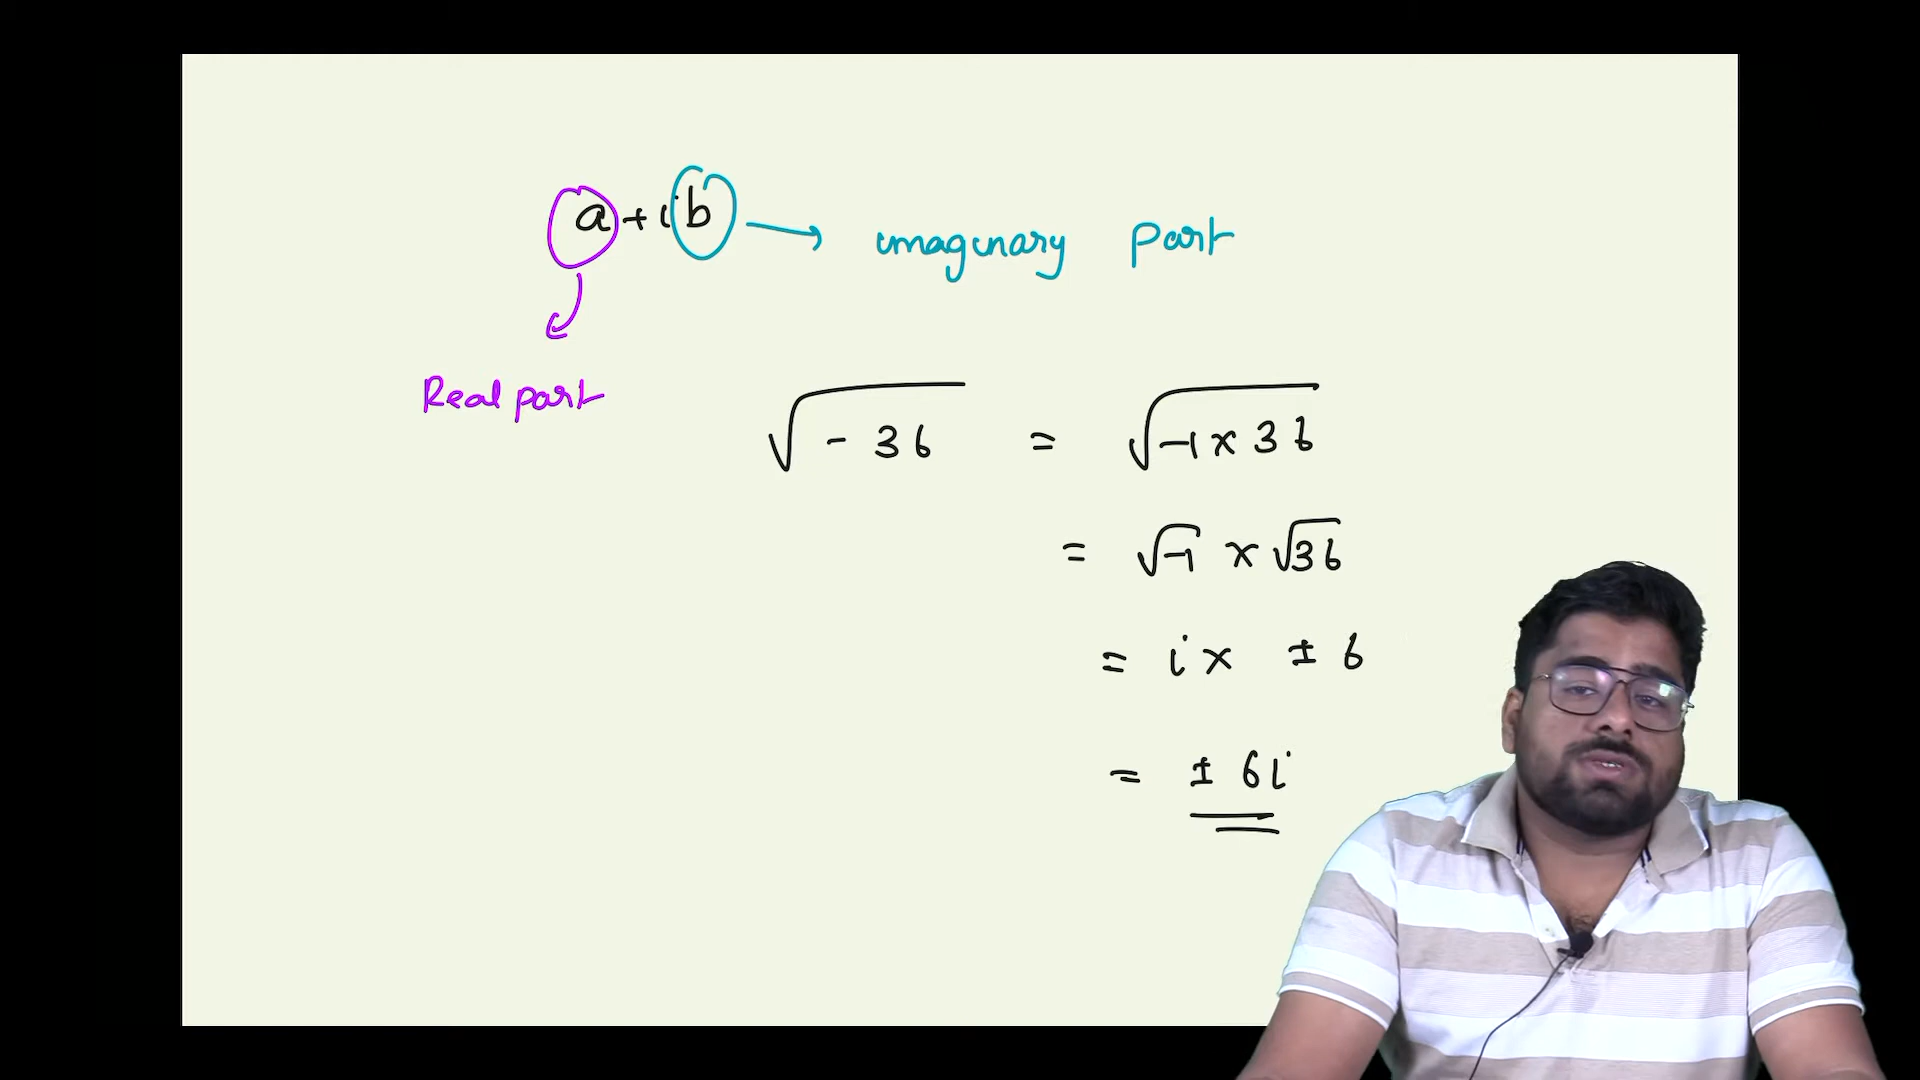 a + ib → imaginary part
Real part
√-36 = √-1 x 36
= √-1 x √36
= i x ± 6
= ± 6i